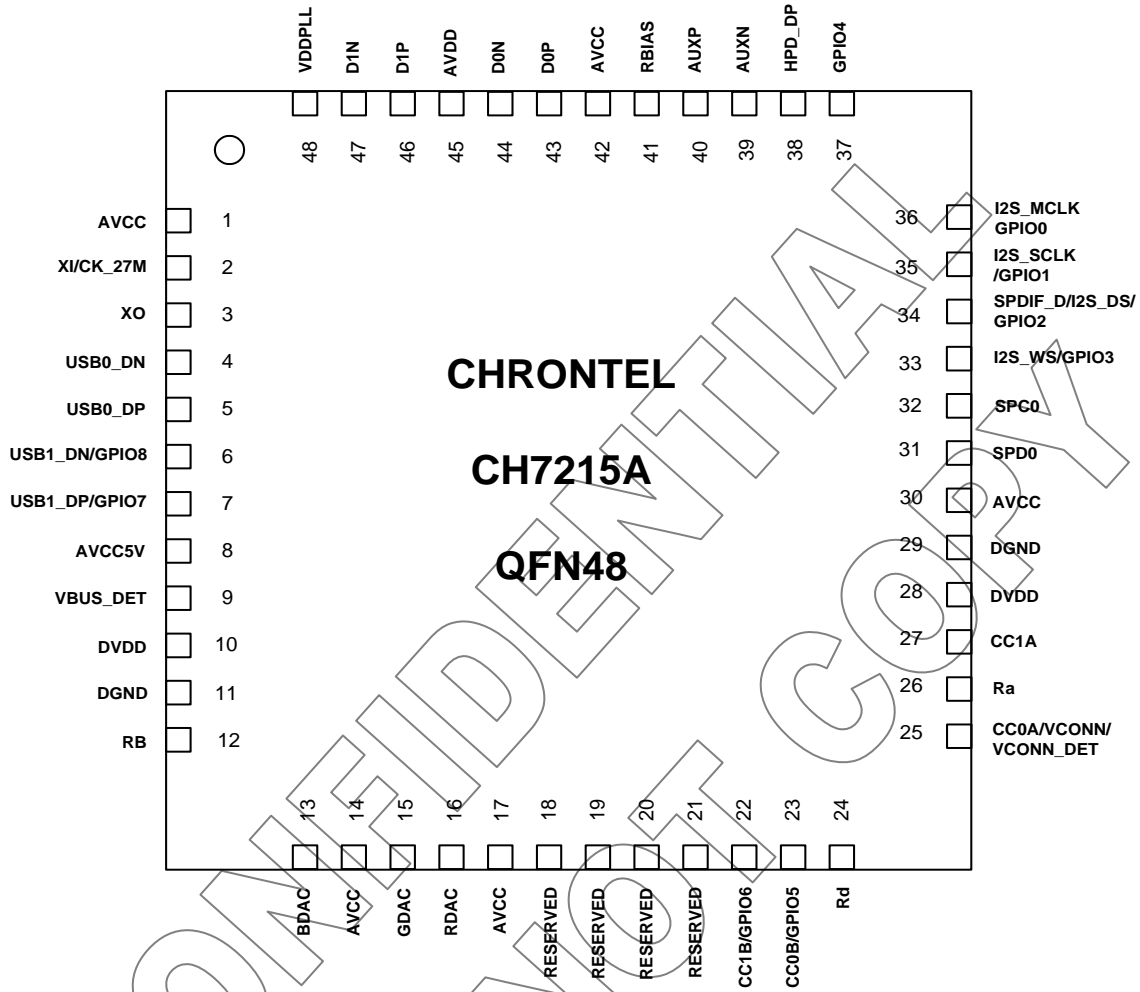 VDDPLL
D1N
D1P
AVDD
D0N
D0P
AVCC
RBIAS
AUXP
AUXN
HPD_DP
GPIO4
48
47
46
45
44
43
42
41
40
39
38
37
AVCC
1
XI/CK_27M
2
XO
3
USB0_DN
4
USB0_DP
5
USB1_DN/GPIO8
6
USB1_DP/GPIO7
7
AVCC5V
8
VBUS_DET
9
DVDD
10
DGND
11
RB
12
CHRONTEL
CH7215A
QFN48
36
I2S_MCLK
GPIO0
35
I2S_SCLK
/GPIO1
34
SPDIF_D/I2S_DS/
GPIO2
33
I2S_WS/GPIO3
32
SPC0
31
SPD0
30
AVCC
29
DGND
28
DVDD
27
CC1A
26
Ra
25
CC0A/VCONN/
VCONN_DET
13
14
15
16
17
18
19
20
21
22
23
24
BDAC
AVCC
GDAC
RDAC
AVCC
RESERVED
RESERVED
RESERVED
RESERVED
CC1B/GPIO6
CC0B/GPIO5
Rd
ONFIDENTIAL
NOT COPY